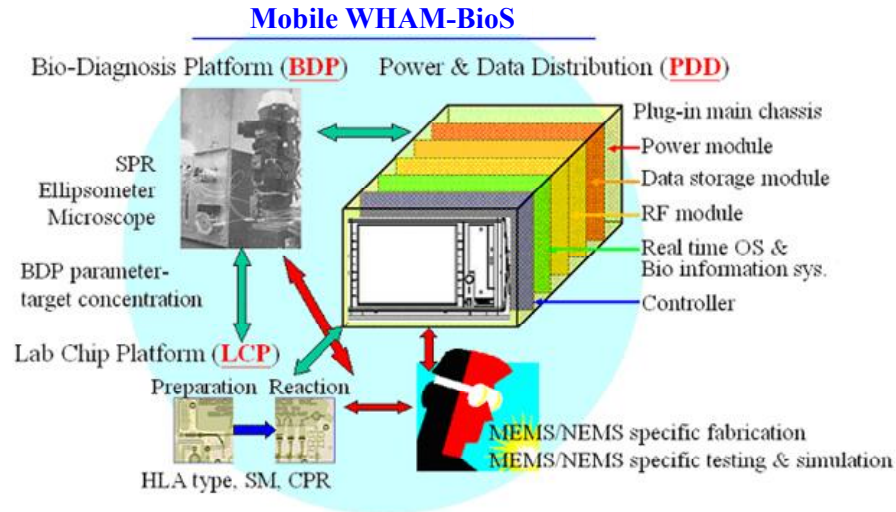 Mobile WHAM-BioS
Bio-Diagnosis Platform (BDP)
Power & Data Distribution (PDD)
Plug-in main chassis
Power module
Data storage module
RF module
Real time OS &
Bio information sys.
Controller
SPR
Ellipsometer
Microscope
BDP parameter-
target concentration
Lab Chip Platform (LCP)
Preparation
Reaction
HLA type, SM, CPR
MEMS/NEMS specific fabrication
MEMS/NEMS specific testing & simulation